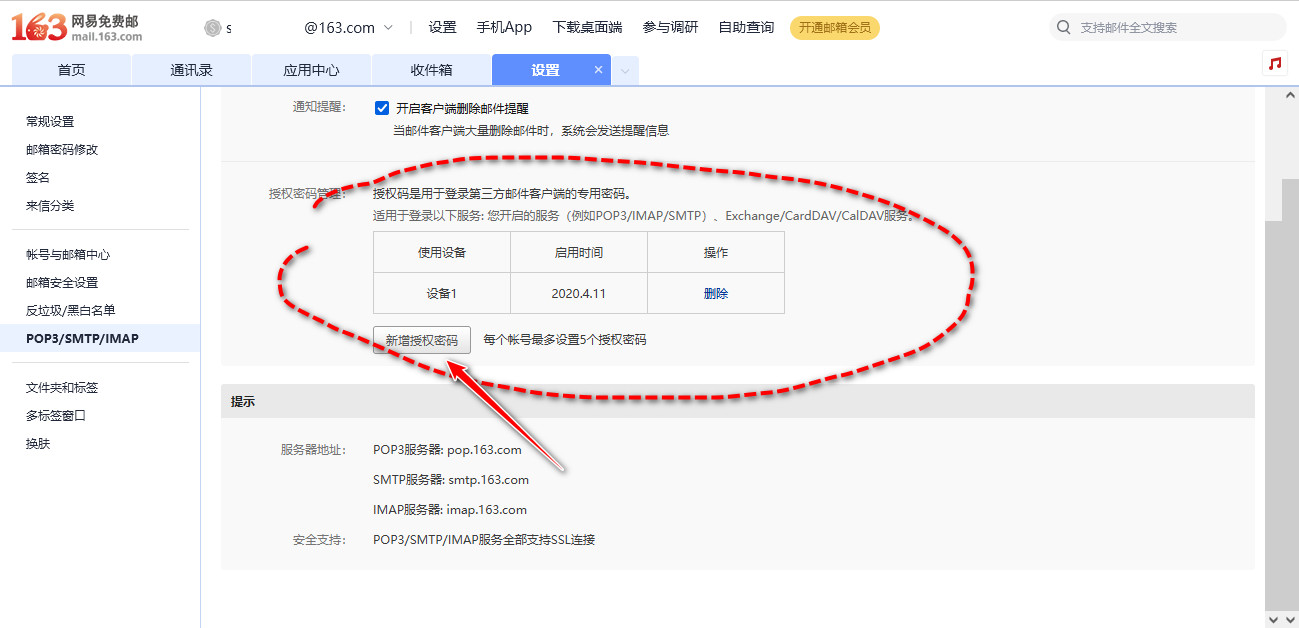 163 网易免费邮
mail.163.com
s @163.com 设置 手机App 下载桌面端 参与调研 自助查询 开通邮箱会员 支持邮件全文搜索
首页 通讯录 应用中心 收件箱 设置
常规设置
邮箱密码修改
签名
来信分类
帐号与邮箱中心
邮箱安全设置
反垃圾/黑白名单
POP3/SMTP/IMAP
文件夹和标签
多标签窗口
换肤
通知提醒: 开启客户端删除邮件提醒
当邮件客户端大量删除邮件时，系统会发送提醒信息
授权密码管理: 授权码是用于登录第三方邮件客户端的专用密码。
适用于登录以下服务: 您开启的服务（例如POP3/IMAP/SMTP）、Exchange/CardDAV/CalDAV服务。
使用设备 启用时间 操作
设备1 2020.4.11 删除
新增授权密码 每个帐号最多设置5个授权密码
提示
服务器地址: POP3服务器: pop.163.com
SMTP服务器: smtp.163.com
IMAP服务器: imap.163.com
安全支持: POP3/SMTP/IMAP服务全部支持SSL连接